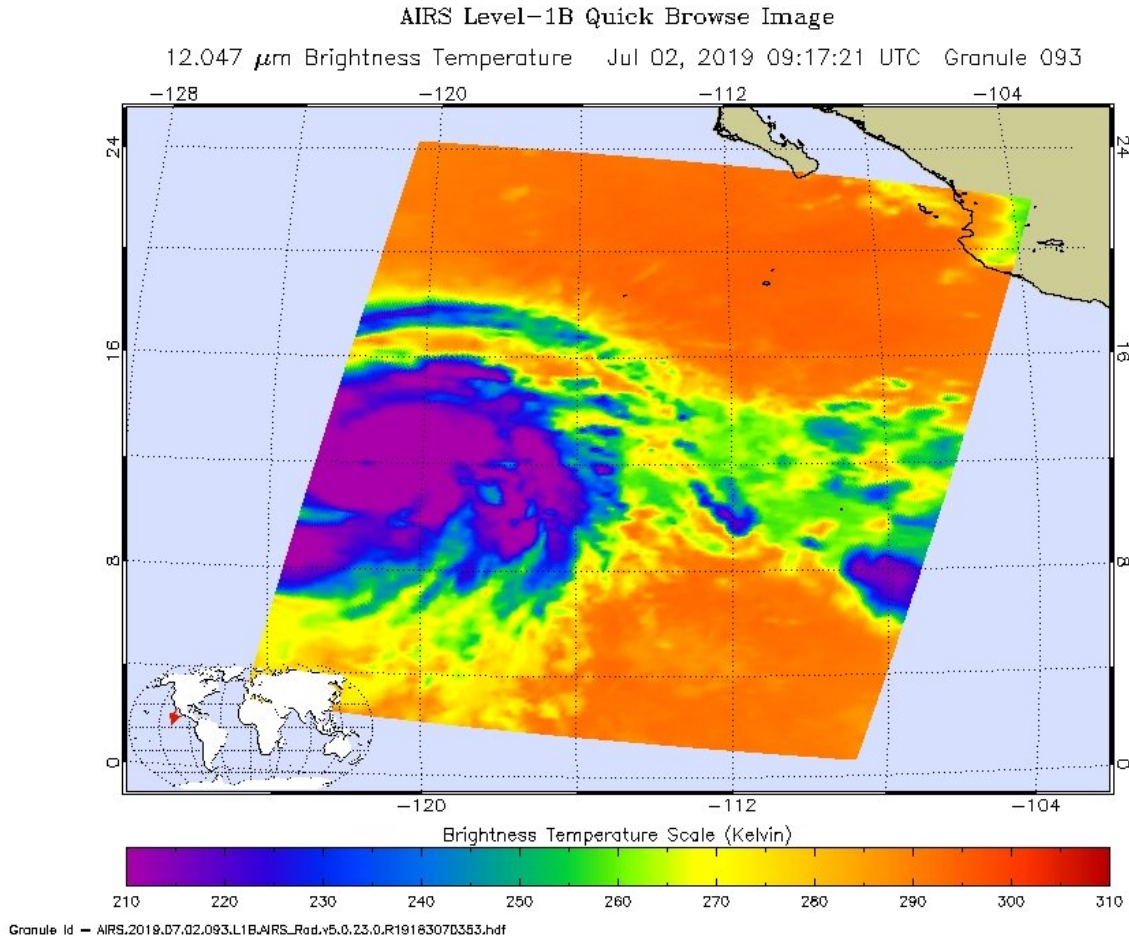 AIRS Level-1B Quick Browse Image
12.047 μm Brightness Temperature Jul 02, 2019 09:17:21 UTC Granule 093
-128 -120 -112 -104
24 24
16 16
8 8
0 0
-120 -112 -104
Brightness Temperature Scale (Kelvin)
210 220 230 240 250 260 270 280 290 300 310
Granule Id - AIRS.2019.07.02.093.L1B.AIRS_Rad.v5.0.23.0.R19183070353.hdf